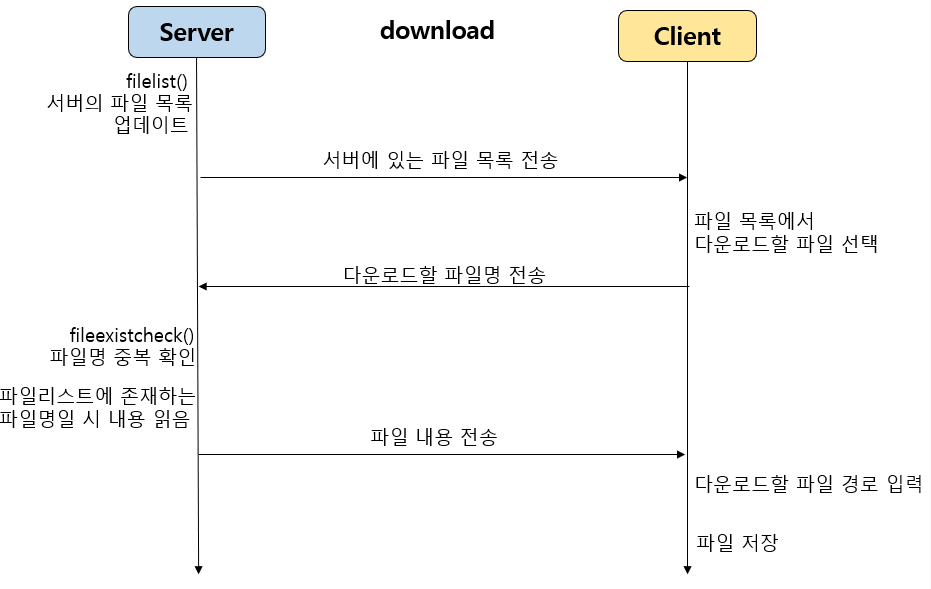 Server
download
Client
filelist()
서버의 파일 목록
업데이트
서버에 있는 파일 목록 전송
파일 목록에서
다운로드할 파일 선택
다운로드할 파일명 전송
fileexistcheck()
파일명 중복 확인
파일리스트에 존재하는
파일명일 시 내용 읽음
파일 내용 전송
다운로드할 파일 경로 입력
파일 저장